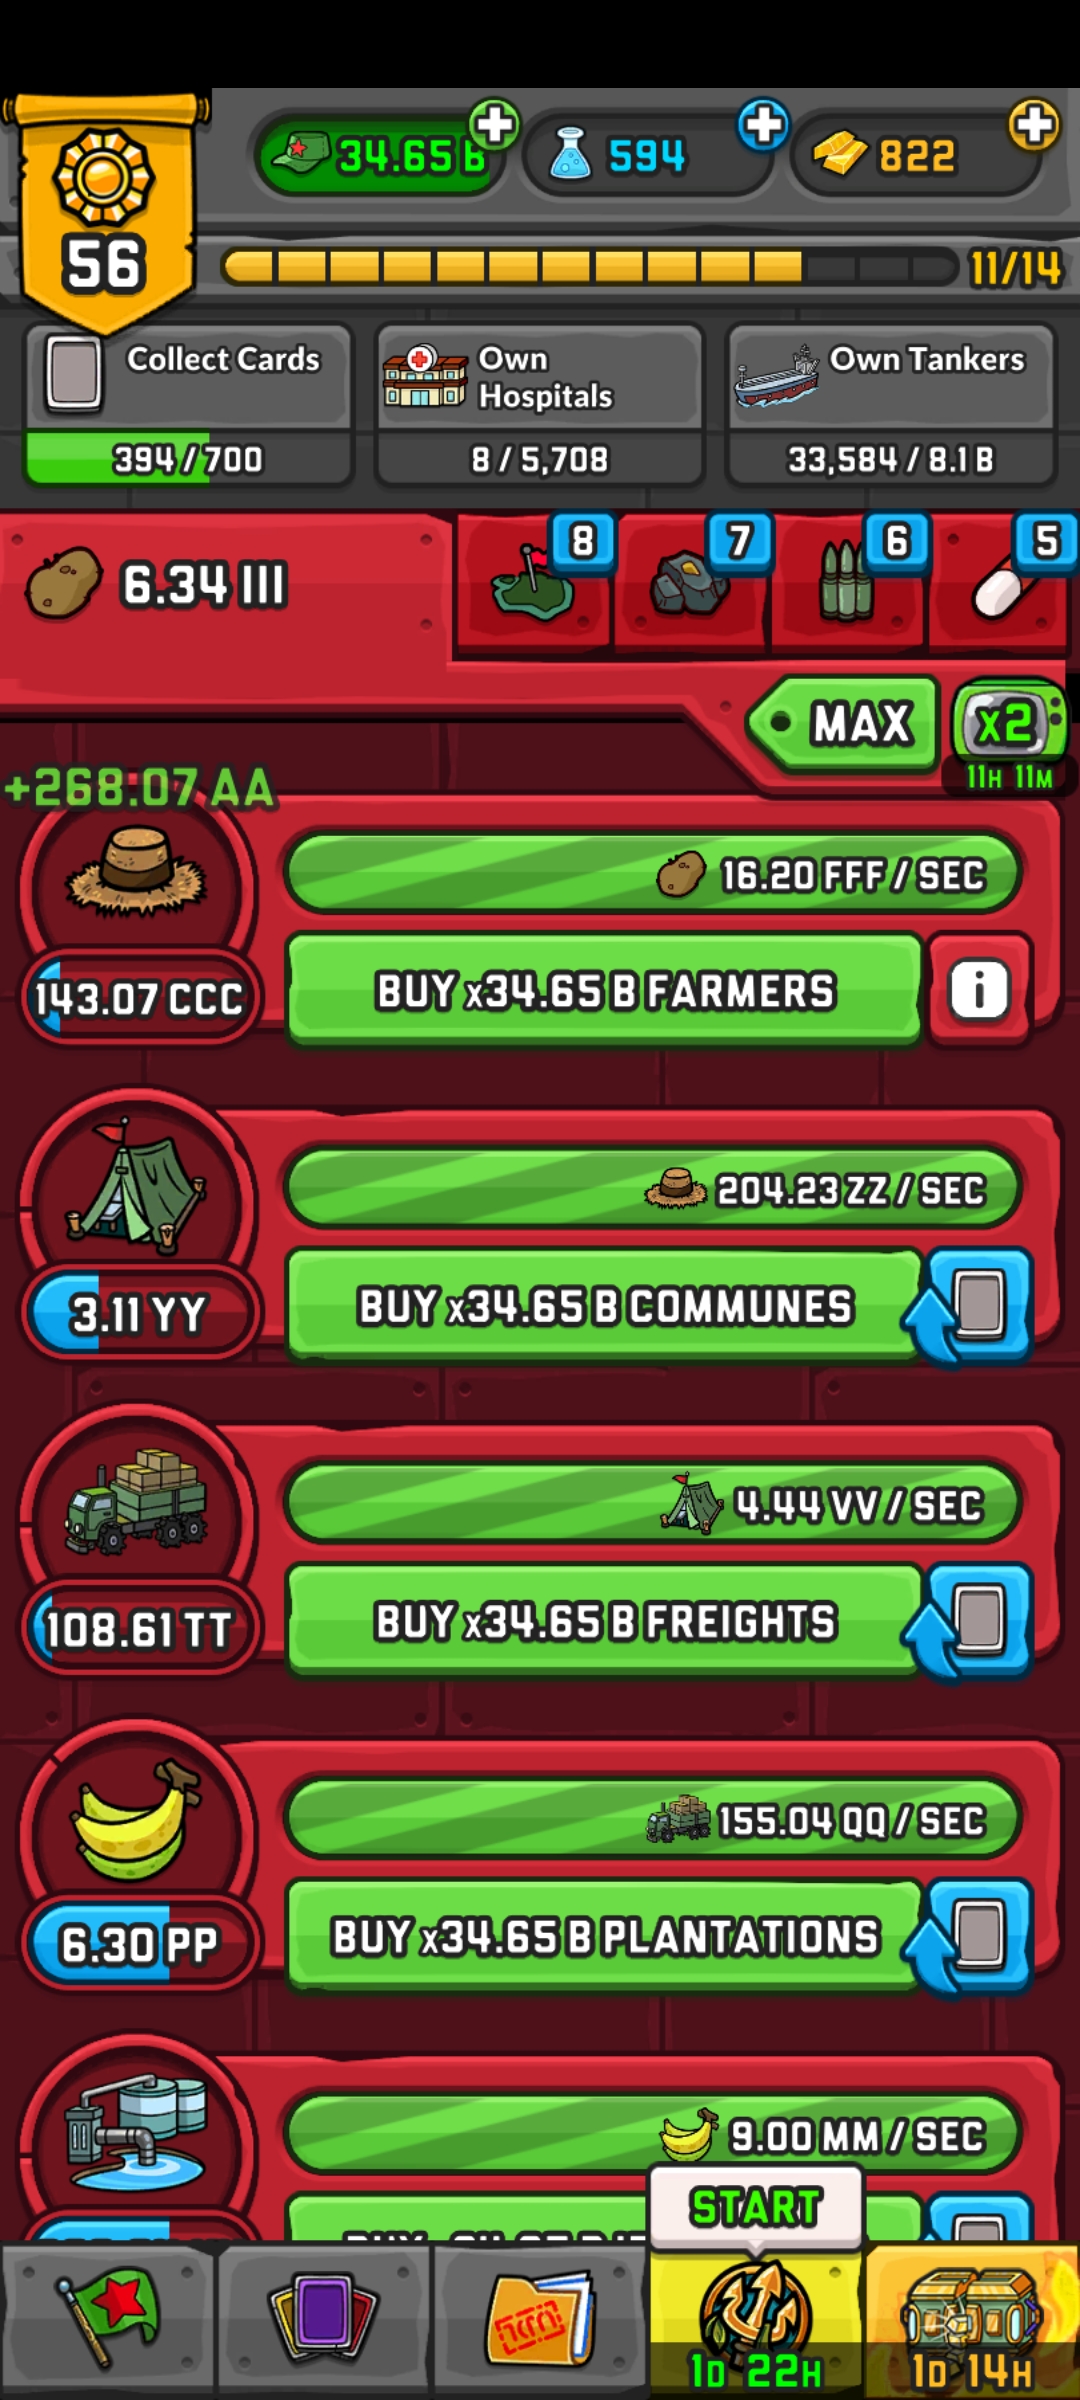 34.65 B
594
822
56
11/14
Collect Cards
394/700
Own
Hospitals
8/5,708
Own Tankers
33,584/8.1 B
6.34 III
8
7
6
5
MAX
x2
11H 11M
+268.07 AA
16.20 FFF/SEC
143.07 CCC
BUY x34.65 B FARMERS
i
204.23 ZZ/SEC
3.11 YY
BUY x34.65 B COMMUNES
4.44 VV/SEC
108.61 TT
BUY x34.65 B FREIGHTS
155.04 QQ/SEC
6.30 PP
BUY x34.65 B PLANTATIONS
9.00 MM/SEC
START
1D 22H
1D 14H